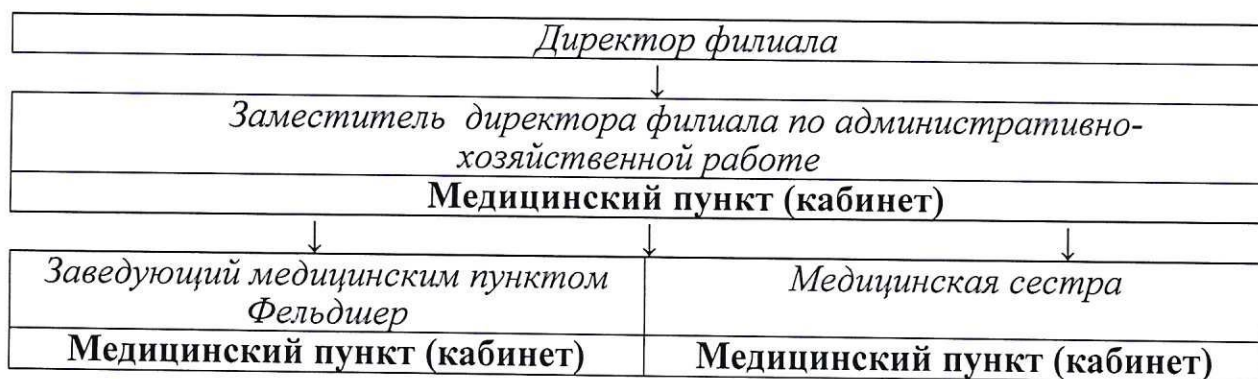 Директор филиала
↓
Заместитель директора филиала по административно-
хозяйственной работе
Медицинский пункт (кабинет)
↓ ↓ ↓
Заведующий медицинским пунктом
Фельдшер
Медицинский пункт (кабинет)
Медицинская сестра
Медицинский пункт (кабинет)